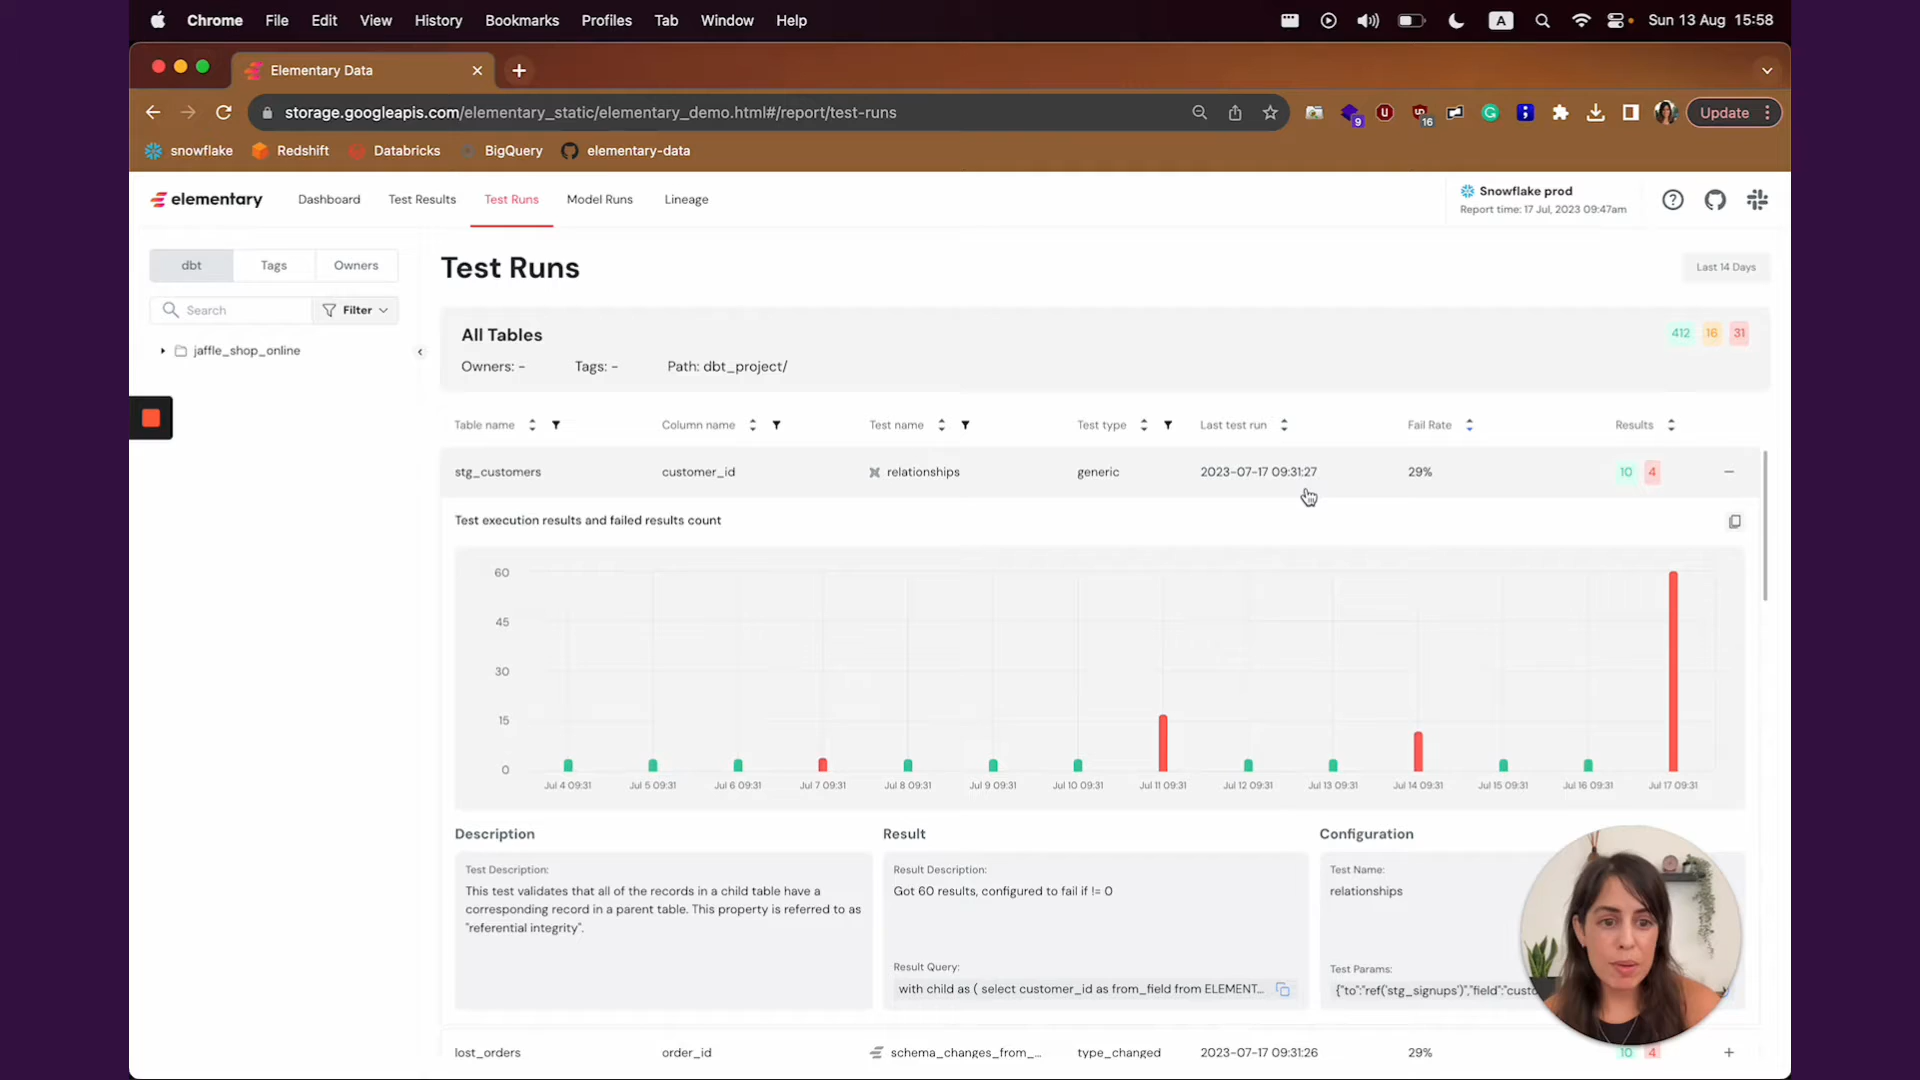 Chrome File Edit View History Bookmarks Profiles Tab Window Help A Sun 13 Aug 15:58
Elementary Data
storage.googleapis.com/elementary_static/elementary_demo.html#/report/test-runs 9 16 Update
snowflake Redshift Databricks BigQuery elementary-data
elementary Dashboard Test Results Test Runs Model Runs Lineage
Snowflake prod
Report time: 17 Jul, 2023 09:47am
dbt Tags Owners
Search Filter
jaffle_shop_online
Test Runs
Last 14 Days
All Tables
412 16 31
Owners: - Tags: - Path: dbt_project/
Table name Column name Test name Test type Last test run Fail Rate Results
stg_customers customer_id relationships generic 2023-07-17 09:31:27 29% 10 4
Test execution results and failed results count
60
45
30
15
0
Jul 4 09:31 Jul 5 09:31 Jul 6 09:31 Jul 7 09:31 Jul 8 09:31 Jul 9 09:31 Jul 10 09:31 Jul 11 09:31 Jul 12 09:31 Jul 13 09:31 Jul 14 09:31 Jul 15 09:31 Jul 16 09:31 Jul 17 09:31
Description
Test Description:
This test validates that all of the records in a child table have a
corresponding record in a parent table. This property is referred to as
"referential integrity".
Result
Result Description:
Got 60 results, configured to fail if != 0
Result Query:
with child as ( select customer_id as from_field from ELEMENT...
Configuration
Test Name:
relationships
Test Params:
{"to":"ref('stg_signups')","field":"custo
lost_orders order_id schema_changes_from_... type_changed 2023-07-17 09:31:26 29% 10 4